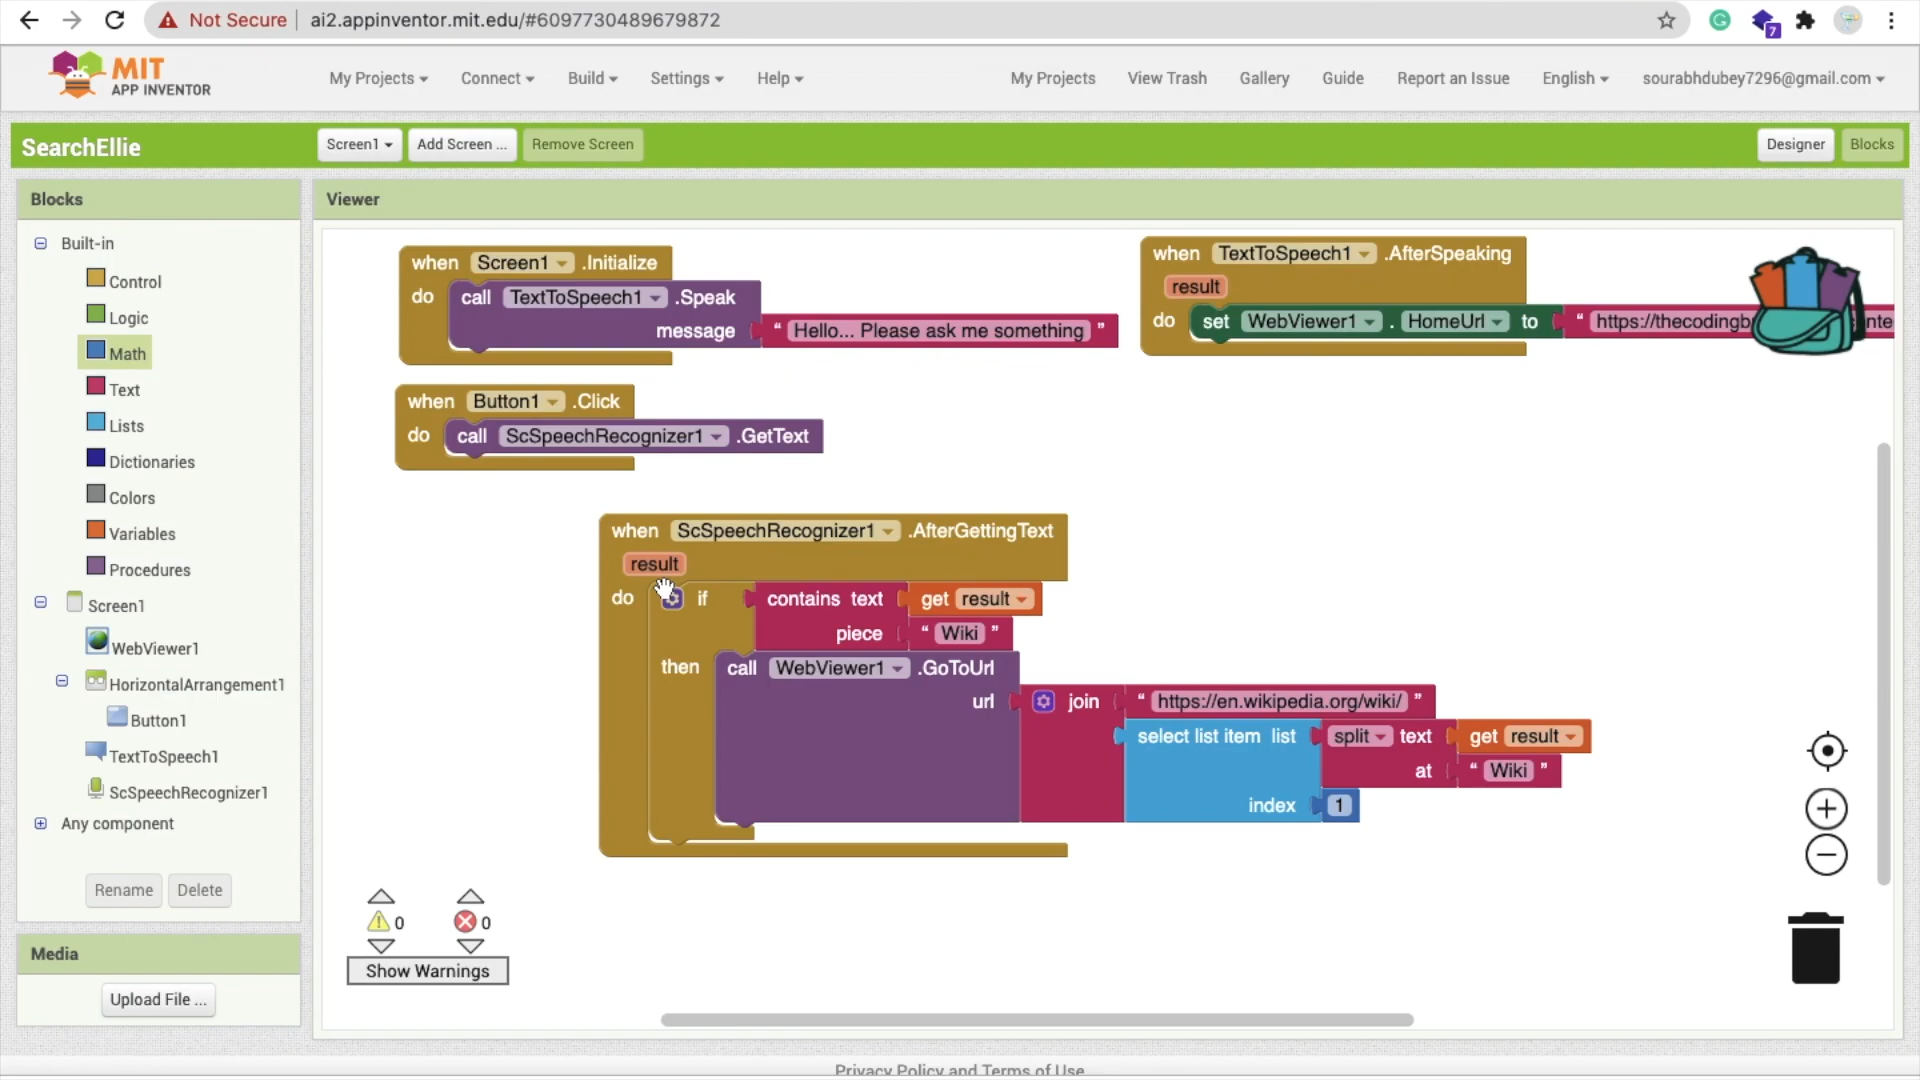 Not Secure
ai2.appinventor.mit.edu/#6097730489679872
7
MIT
APP INVENTOR
My Projects
Connect
Build
Settings
Help
My Projects
View Trash
Gallery
Guide
Report an Issue
English
sourabhdubey7296@gmail.com
SearchEllie
Screen1
Add Screen ...
Remove Screen
Designer
Blocks
Blocks
Built-in
Control
Logic
Math
Text
Lists
Dictionaries
Colors
Variables
Procedures
Screen1
WebViewer1
HorizontalArrangement1
Button1
TextToSpeech1
ScSpeechRecognizer1
Any component
Rename
Delete
Media
Upload File ...
Viewer
when Screen1 .Initialize
do call TextToSpeech1 .Speak
message “ Hello... Please ask me something ”
when TextToSpeech1 .AfterSpeaking
result
do set WebViewer1 . HomeUrl to “ https://thecodingb
when Button1 .Click
do call ScSpeechRecognizer1 .GetText
when ScSpeechRecognizer1 .AfterGettingText
result
do if contains text get result
piece “ Wiki ”
then call WebViewer1 .GoToUrl
url join “ https://en.wikipedia.org/wiki/ ”
select list item list split text get result
at “ Wiki ”
index 1
0 0
Show Warnings
Privacy Policy and Terms of Use